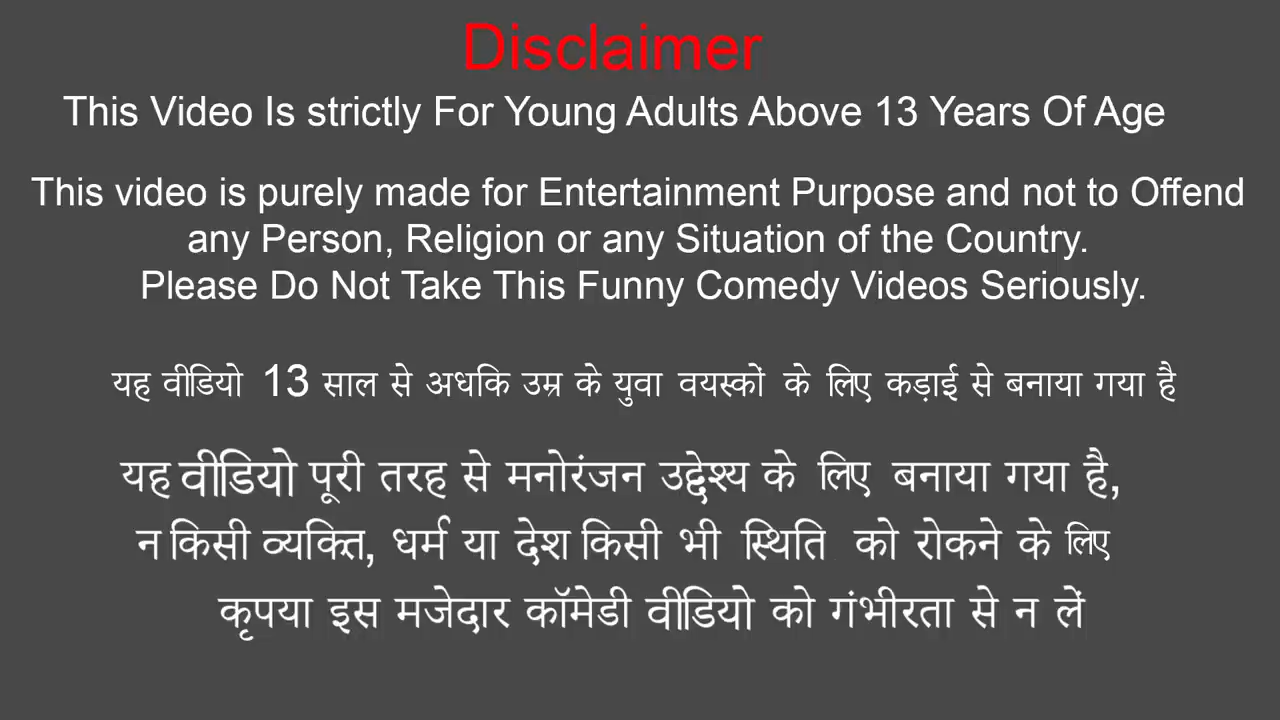 Disclaimer
This Video Is strictly For Young Adults Above 13 Years Of Age
This video is purely made for Entertainment Purpose and not to Offend
any Person, Religion or any Situation of the Country.
Please Do Not Take This Funny Comedy Videos Seriously.
यह वीडियो 13 साल से अधकि उम्र के युवा वयस्कों के लिए कड़ाई से बनाया गया है
यह वीडियो पूरी तरह से मनोरंजन उद्देश्य के लिए बनाया गया है,
न किसी व्यक्ति, धर्म या देश किसी भी स्थिति को रोकने के लिए
कृपया इस मजेदार कॉमेडी वीडियो को गंभीरता से न लें